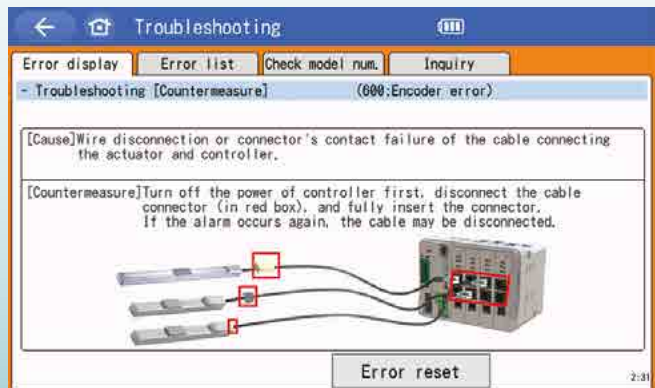 Troubleshooting
Error display
Error list
Check model num.
Inquiry
- Troubleshooting [Countermeasure] (600:Encoder error)
[Cause]Wire disconnection or connector's contact failure of the cable connecting
the actuator and controller.
[Countermeasure]Turn off the power of controller first, disconnect the cable
connector (in red box), and fully insert the connector.
If the alarm occurs again, the cable may be disconnected.
Error reset
2:31